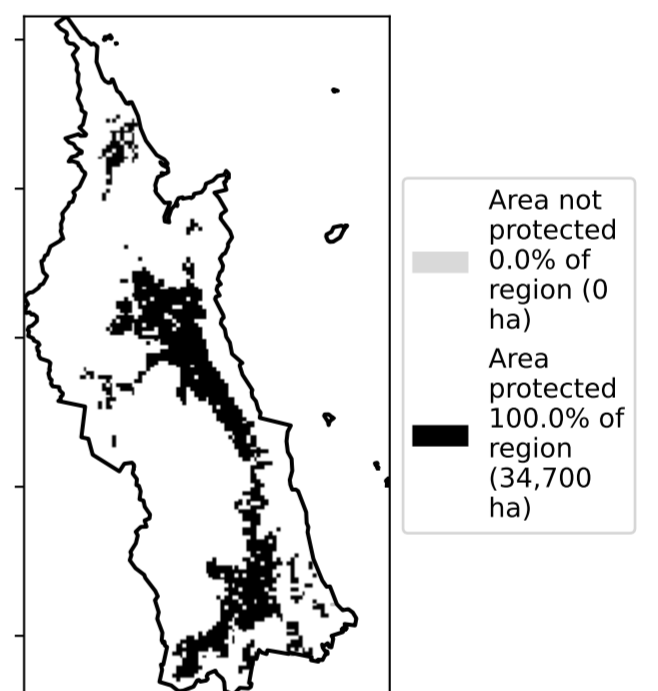 Area not
protected
0.0% of
region (0
ha)
Area
protected
100.0% of
region
(34,700
ha)